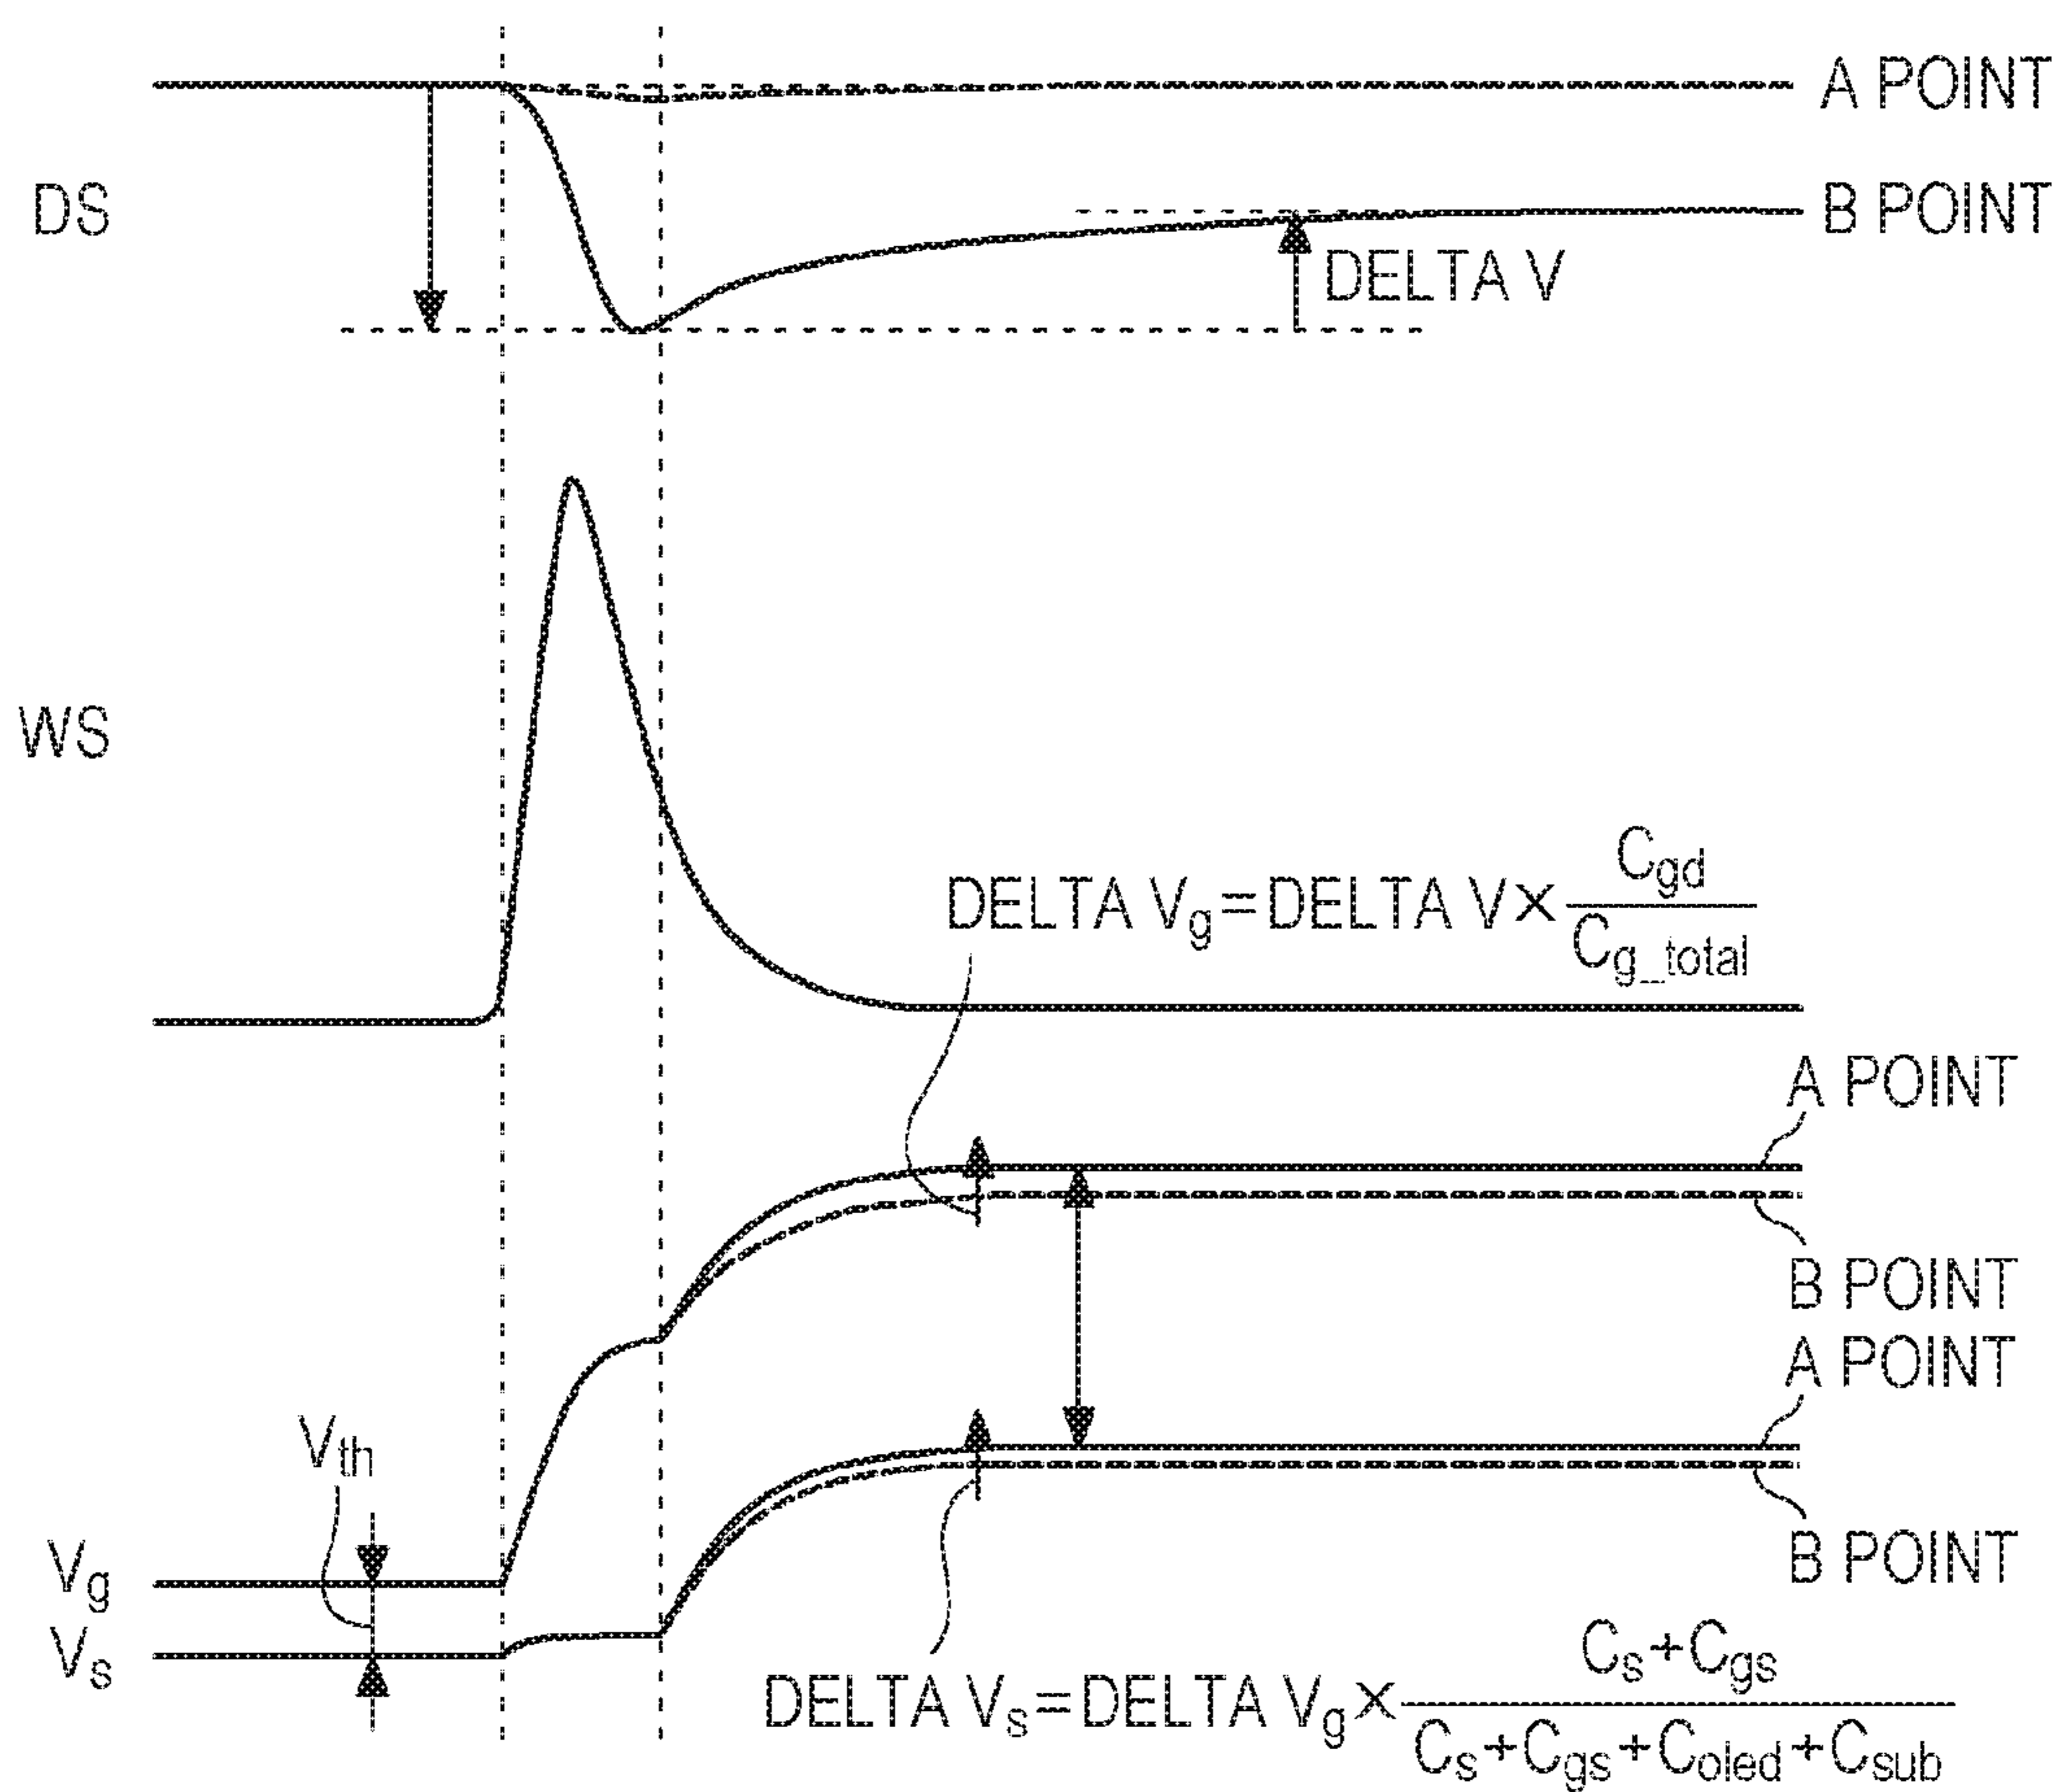 A POINT
DS
B POINT
DELTA V
WS
DELTA Vg=DELTA V×Cgd/Cg_total
A POINT
B POINT
A POINT
Vth
B POINT
Vg
Vs
DELTA Vs=DELTA Vg×Cs+Cgs/Cs+Cgs+Coled+Csub